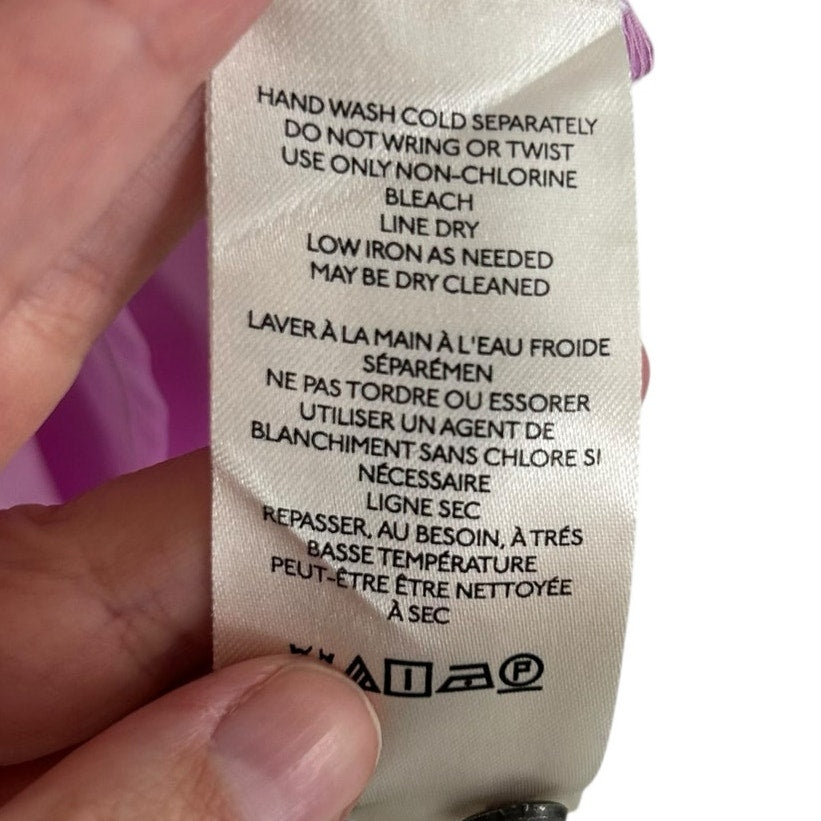 HAND WASH COLD SEPARATELY
DO NOT WRING OR TWIST
USE ONLY NON-CHLORINE
BLEACH
LINE DRY
LOW IRON AS NEEDED
MAY BE DRY CLEANED
LAVER À LA MAIN À L'EAU FROIDE
SÉPARÉMEN
NE PAS TORDRE OU ESSORER
UTILISER UN AGENT DE
BLANCHIMENT SANS CHLORE SI
NÉCESSAIRE
LIGNE SEC
REPASSER, AU BESOIN, À TRÉS
BASSE TEMPÉRATURE
PEUT-ÊTRE ÊTRE NETTOYÉE
À SEC
P